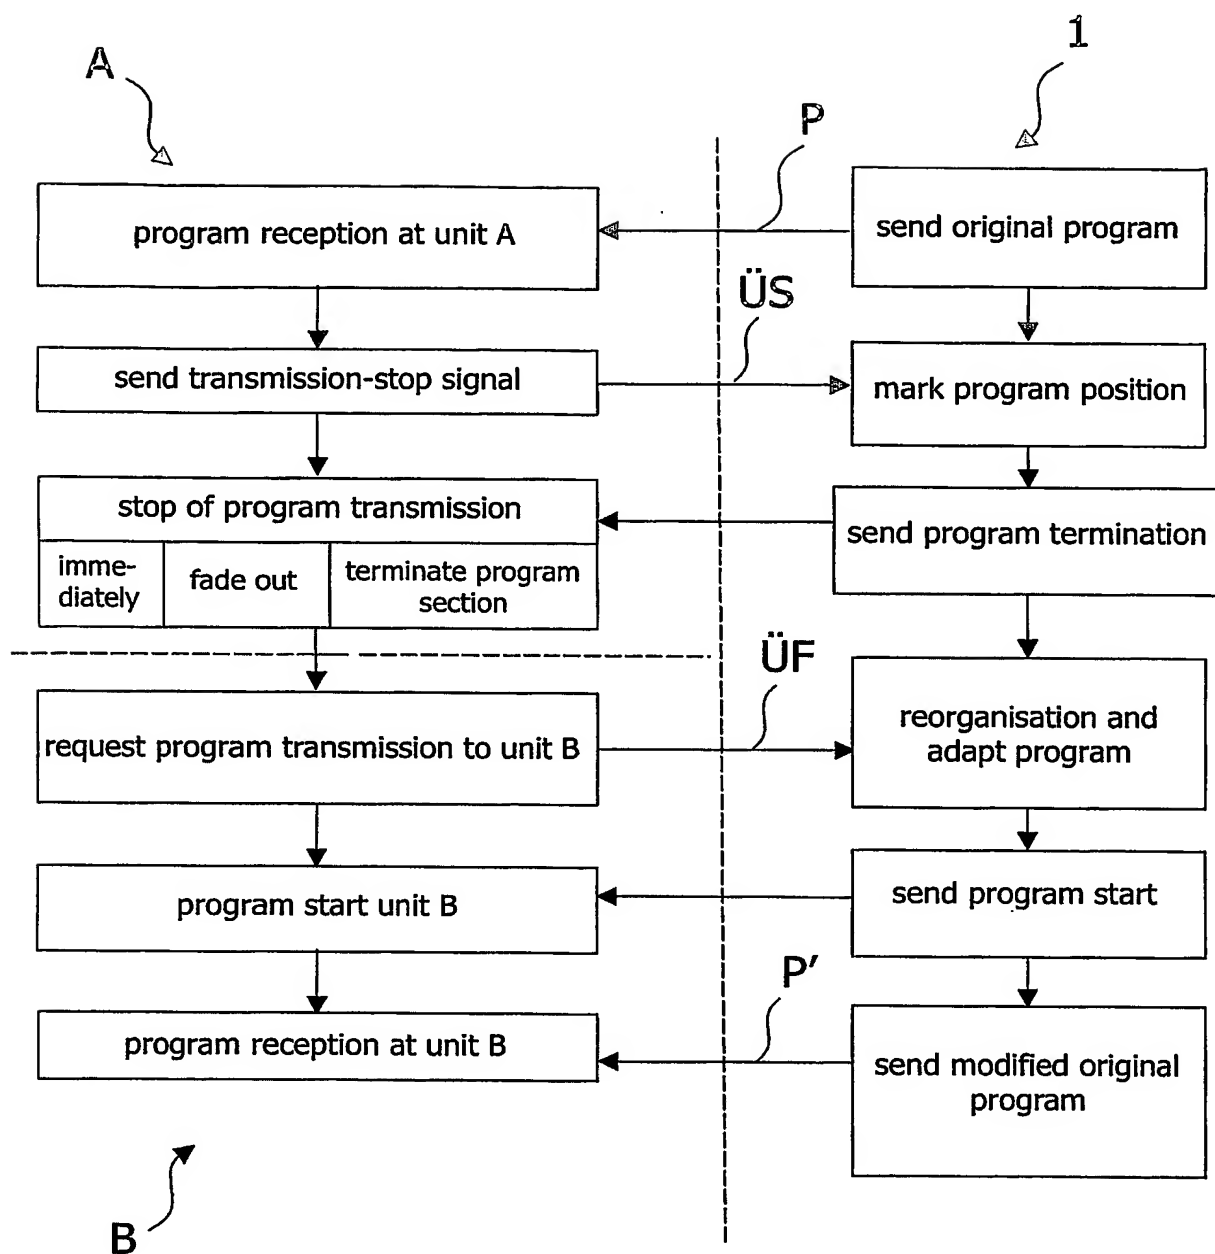 A
1
P
program reception at unit A
send original program
ÜS
send transmission-stop signal
mark program position
stop of program transmission
send program termination
imme-
diately
fade out
terminate program
section
ÜF
request program transmission to unit B
reorganisation and
adapt program
program start unit B
send program start
P'
program reception at unit B
send modified original
program
B